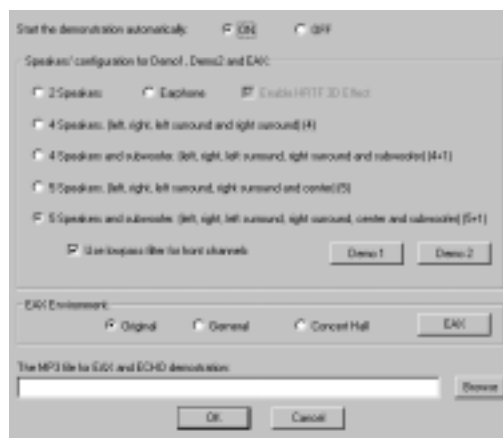 Start the demonstration automatically: ON OFF
Speakers' configuration for Demo1, Demo2 and EAX:
2 Speakers Earphone Enable HRTF 3D Effect
4 Speakers: (left, right, left surround and right surround) (4)
4 Speakers and subwoofer: (left, right, left surround, right surround and subwoofer) (4+1)
5 Speakers: (left, right, left surround, right surround and center) (5)
5 Speakers and subwoofer: (left, right, left surround, right surround, center and subwoofer) (5+1)
Use lowpass filter for front channels Demo 1 Demo 2
EAX Environment:
Original General Concert Hall EAX
The MP3 file for EAX and ECHO demostration:
Browse
OK Cancel